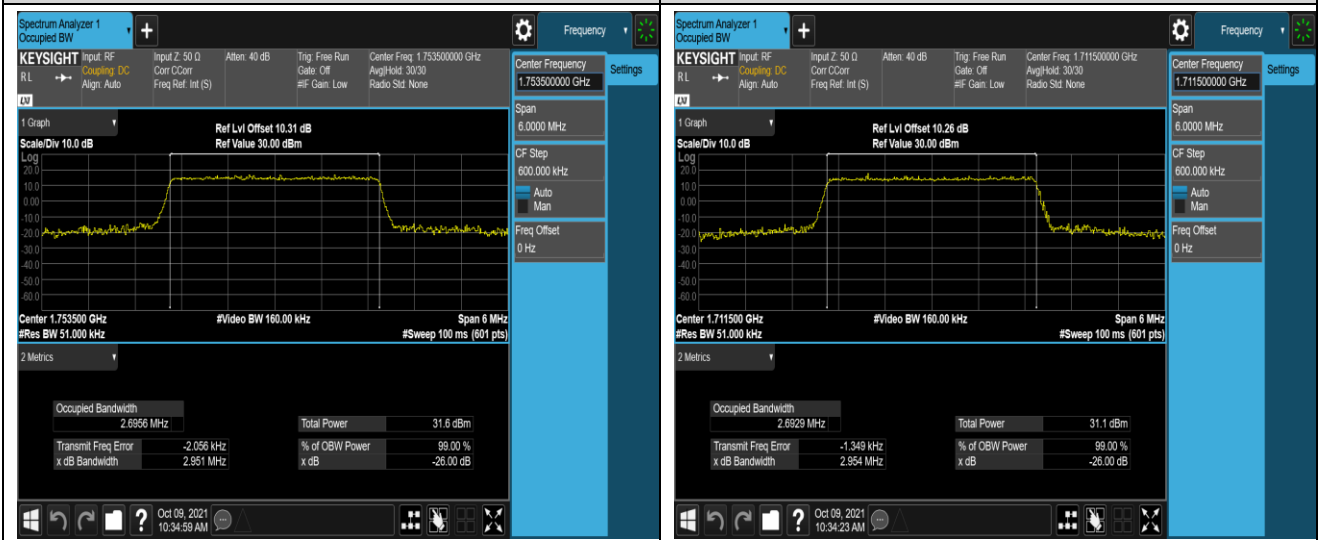 Spectrum Analyzer 1
Occupied BW
+
Frequency
KEYSIGHT
Input: RF
Coupling: DC
Align: Auto
Input Z: 50 Ω
Corr CCorr
Freq Ref: Int (S)
Atten: 40 dB
Trig: Free Run
Gate: Off
#IF Gain: Low
Center Freq: 1.753500000 GHz
Avg|Hold: 30/30
Radio Std: None
RL
LXI
Center Frequency
1.753500000 GHz
Settings
Span
6.0000 MHz
CF Step
600.000 kHz
Auto
Man
Freq Offset
0 Hz
1 Graph
Scale/Div 10.0 dB
Ref Lvl Offset 10.31 dB
Ref Value 30.00 dBm
Log
20.0
10.0
0.00
-10.0
-20.0
-30.0
-40.0
-50.0
-60.0
Center 1.753500 GHz
#Video BW 160.00 kHz
Span 6 MHz
#Res BW 51.000 kHz
#Sweep 100 ms (601 pts)
2 Metrics
Occupied Bandwidth
2.6956 MHz
Total Power 31.6 dBm
Transmit Freq Error -2.056 kHz
% of OBW Power 99.00 %
x dB Bandwidth 2.951 MHz
x dB -26.00 dB
?
Oct 09, 2021
10:34:59 AM
Spectrum Analyzer 1
Occupied BW
+
Frequency
KEYSIGHT
Input: RF
Coupling: DC
Align: Auto
Input Z: 50 Ω
Corr CCorr
Freq Ref: Int (S)
Atten: 40 dB
Trig: Free Run
Gate: Off
#IF Gain: Low
Center Freq: 1.711500000 GHz
Avg|Hold: 30/30
Radio Std: None
RL
LXI
Center Frequency
1.711500000 GHz
Settings
Span
6.0000 MHz
CF Step
600.000 kHz
Auto
Man
Freq Offset
0 Hz
1 Graph
Scale/Div 10.0 dB
Ref Lvl Offset 10.26 dB
Ref Value 30.00 dBm
Log
20.0
10.0
0.00
-10.0
-20.0
-30.0
-40.0
-50.0
-60.0
Center 1.711500 GHz
#Video BW 160.00 kHz
Span 6 MHz
#Res BW 51.000 kHz
#Sweep 100 ms (601 pts)
2 Metrics
Occupied Bandwidth
2.6929 MHz
Total Power 31.1 dBm
Transmit Freq Error -1.349 kHz
% of OBW Power 99.00 %
x dB Bandwidth 2.954 MHz
x dB -26.00 dB
?
Oct 09, 2021
10:34:23 AM